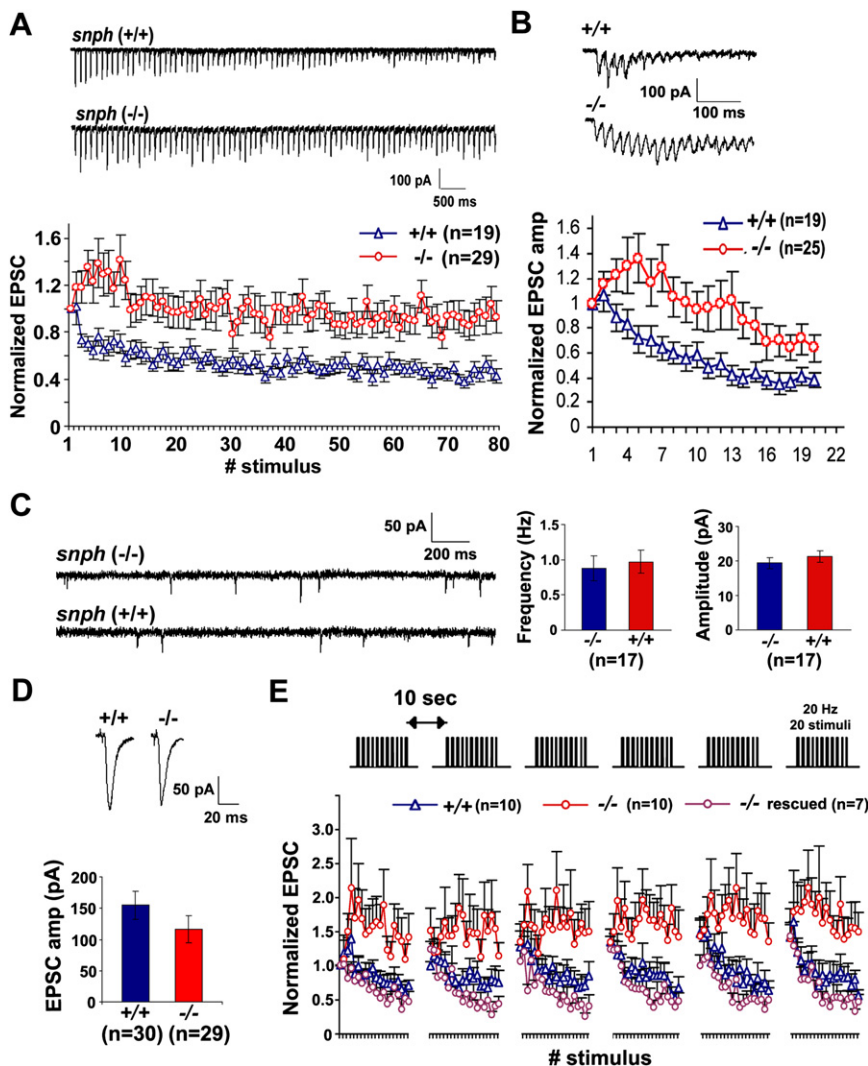 A
snph (+/+)
snph (-/-)
100 pA
500 ms
+/+ (n=19)
-/- (n=29)
Normalized EPSC
1.6
1.2
0.8
0.4
0
1 10 20 30 40 50 60 70 80
# stimulus
B
+/+
-/-
100 pA
100 ms
+/+ (n=19)
-/- (n=25)
Normalized EPSC amp
1.6
1.4
1.2
1
0.8
0.6
0.4
0.2
0
1 4 7 10 13 16 19 22
C
50 pA
200 ms
snph (-/-)
snph (+/+)
Frequency (Hz)
1.5
1.0
0.5
0
-/- +/+
(n=17)
Amplitude (pA)
30
20
10
0
-/- +/+
(n=17)
D
+/+ -/-
50 pA
20 ms
EPSC amp (pA)
200
150
100
50
0
+/+ -/-
(n=30) (n=29)
E
10 sec
20 Hz
20 stimuli
+/+ (n=10) -/- (n=10) -/- rescued (n=7)
Normalized EPSC
3.0
2.5
2.0
1.5
1.0
0.5
0
# stimulus